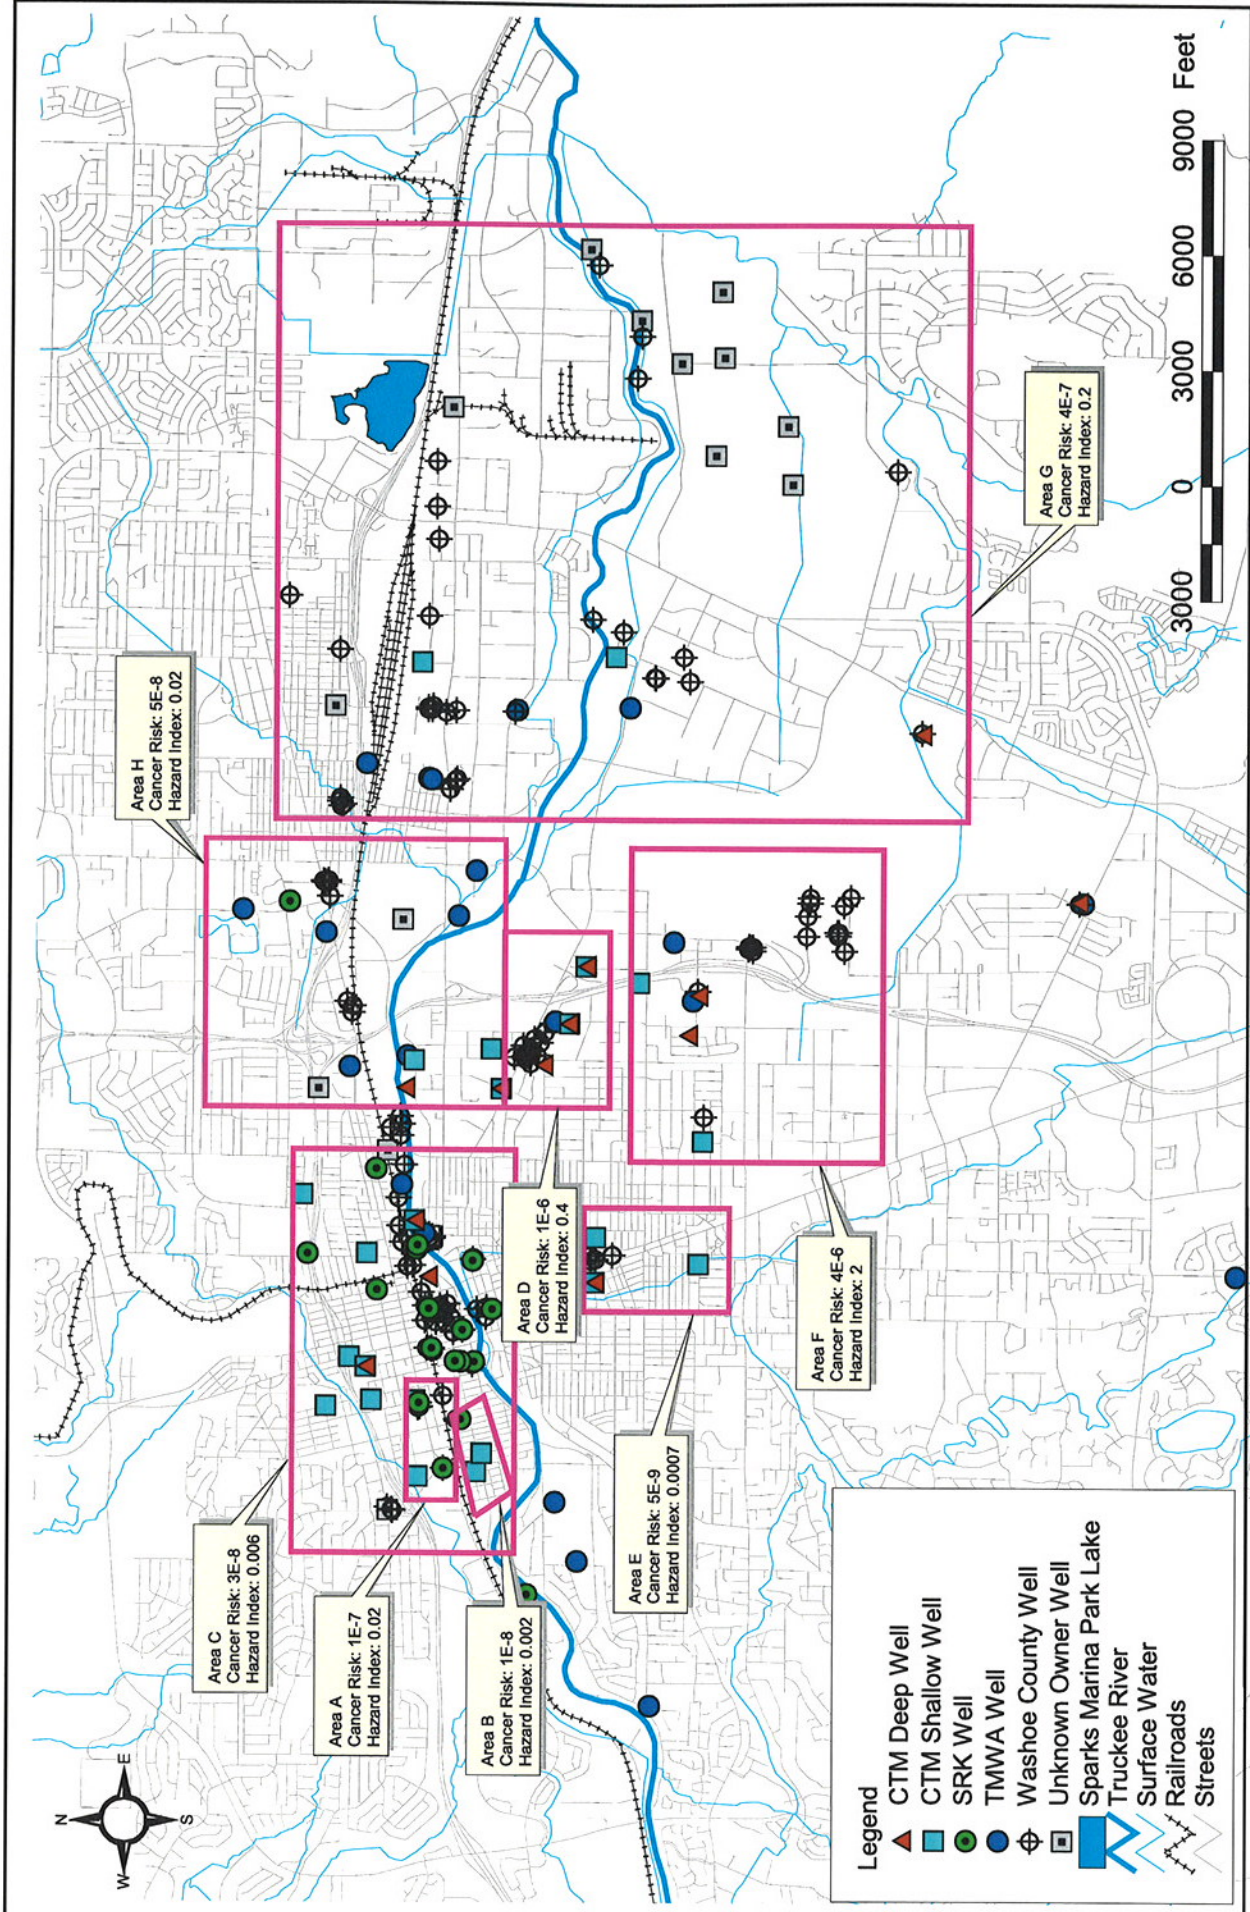 Area H
Cancer Risk: 5E-8
Hazard Index: 0.02
Area C
Cancer Risk: 3E-8
Hazard Index: 0.006
Area A
Cancer Risk: 1E-7
Hazard Index: 0.02
Area B
Cancer Risk: 1E-8
Hazard Index: 0.002
Area D
Cancer Risk: 1E-6
Hazard Index: 0.4
Area E
Cancer Risk: 5E-9
Hazard Index: 0.0007
Area F
Cancer Risk: 4E-6
Hazard Index: 2
Area G
Cancer Risk: 4E-7
Hazard Index: 0.2
N
W E
S
Legend
CTM Deep Well
CTM Shallow Well
SRK Well
TMWA Well
Washoe County Well
Unknown Owner Well
Sparks Marina Park Lake
Truckee River
Surface Water
Railroads
Streets
3000 0 3000 6000 9000 Feet